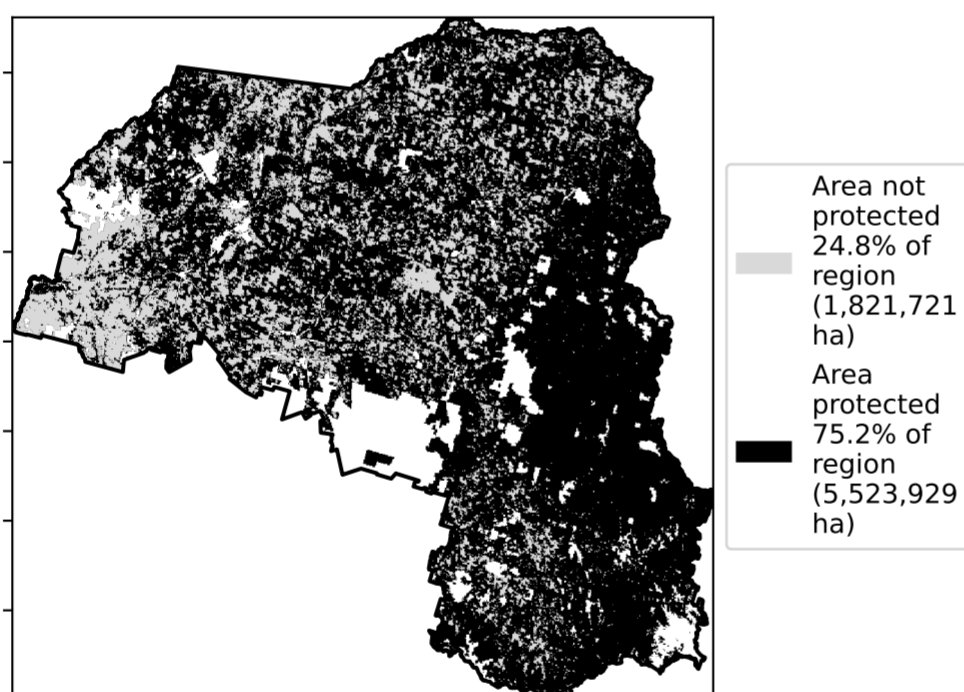 Area not
protected
24.8% of
region
(1,821,721
ha)
Area
protected
75.2% of
region
(5,523,929
ha)